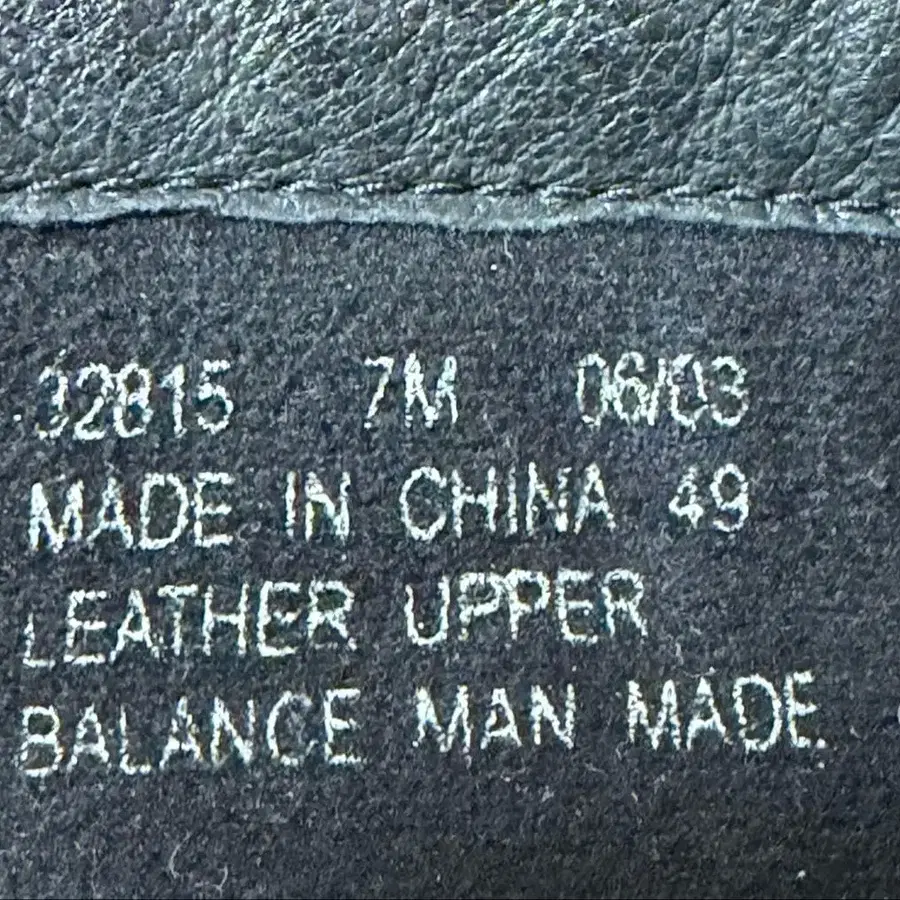 32815 7M 06/03
MADE IN CHINA 49
LEATHER UPPER
BALANCE MAN MADE